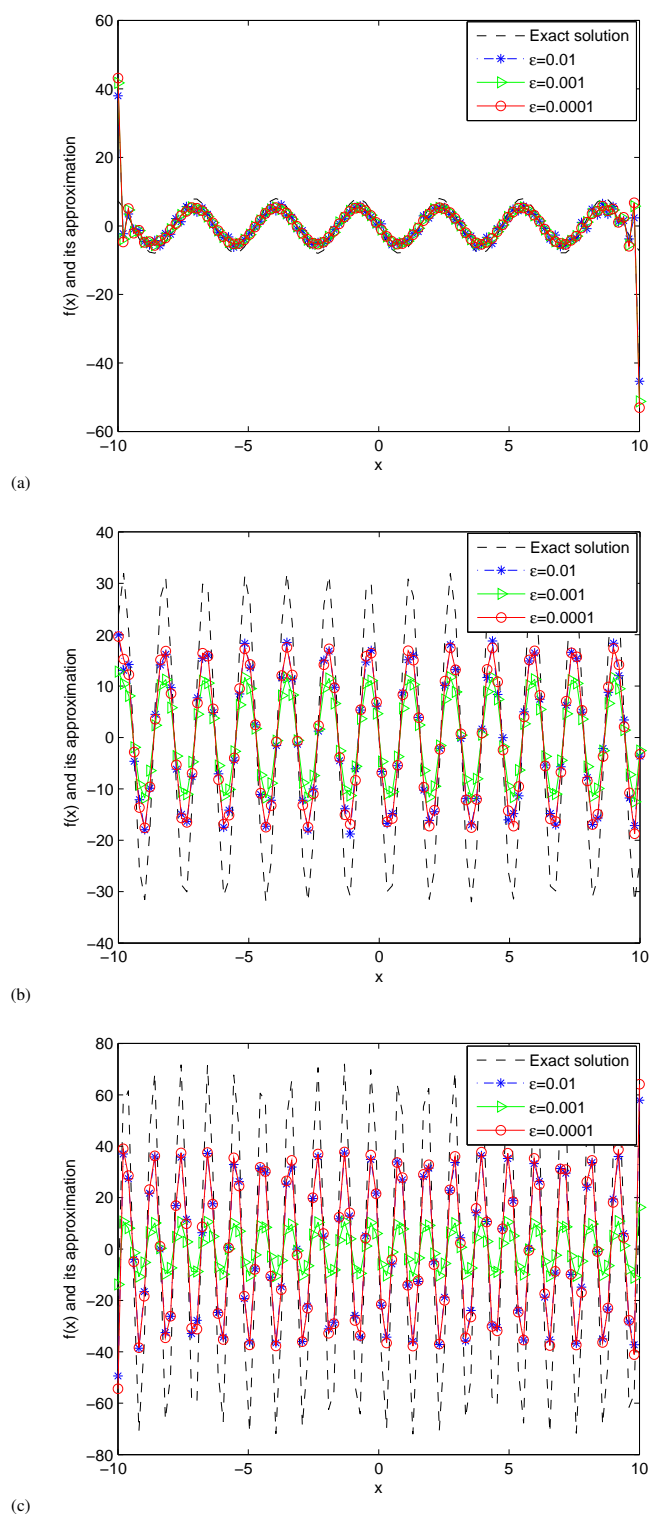 60
40
20
0
−20
−40
−60
−10
−5
0
5
10
x
f(x) and its approximation
Exact solution
ε=0.01
ε=0.001
ε=0.0001
(a)
40
30
20
10
0
−10
−20
−30
−40
−10
−5
0
5
10
x
f(x) and its approximation
Exact solution
ε=0.01
ε=0.001
ε=0.0001
(b)
80
60
40
20
0
−20
−40
−60
−80
−10
−5
0
5
10
x
f(x) and its approximation
Exact solution
ε=0.01
ε=0.001
ε=0.0001
(c)